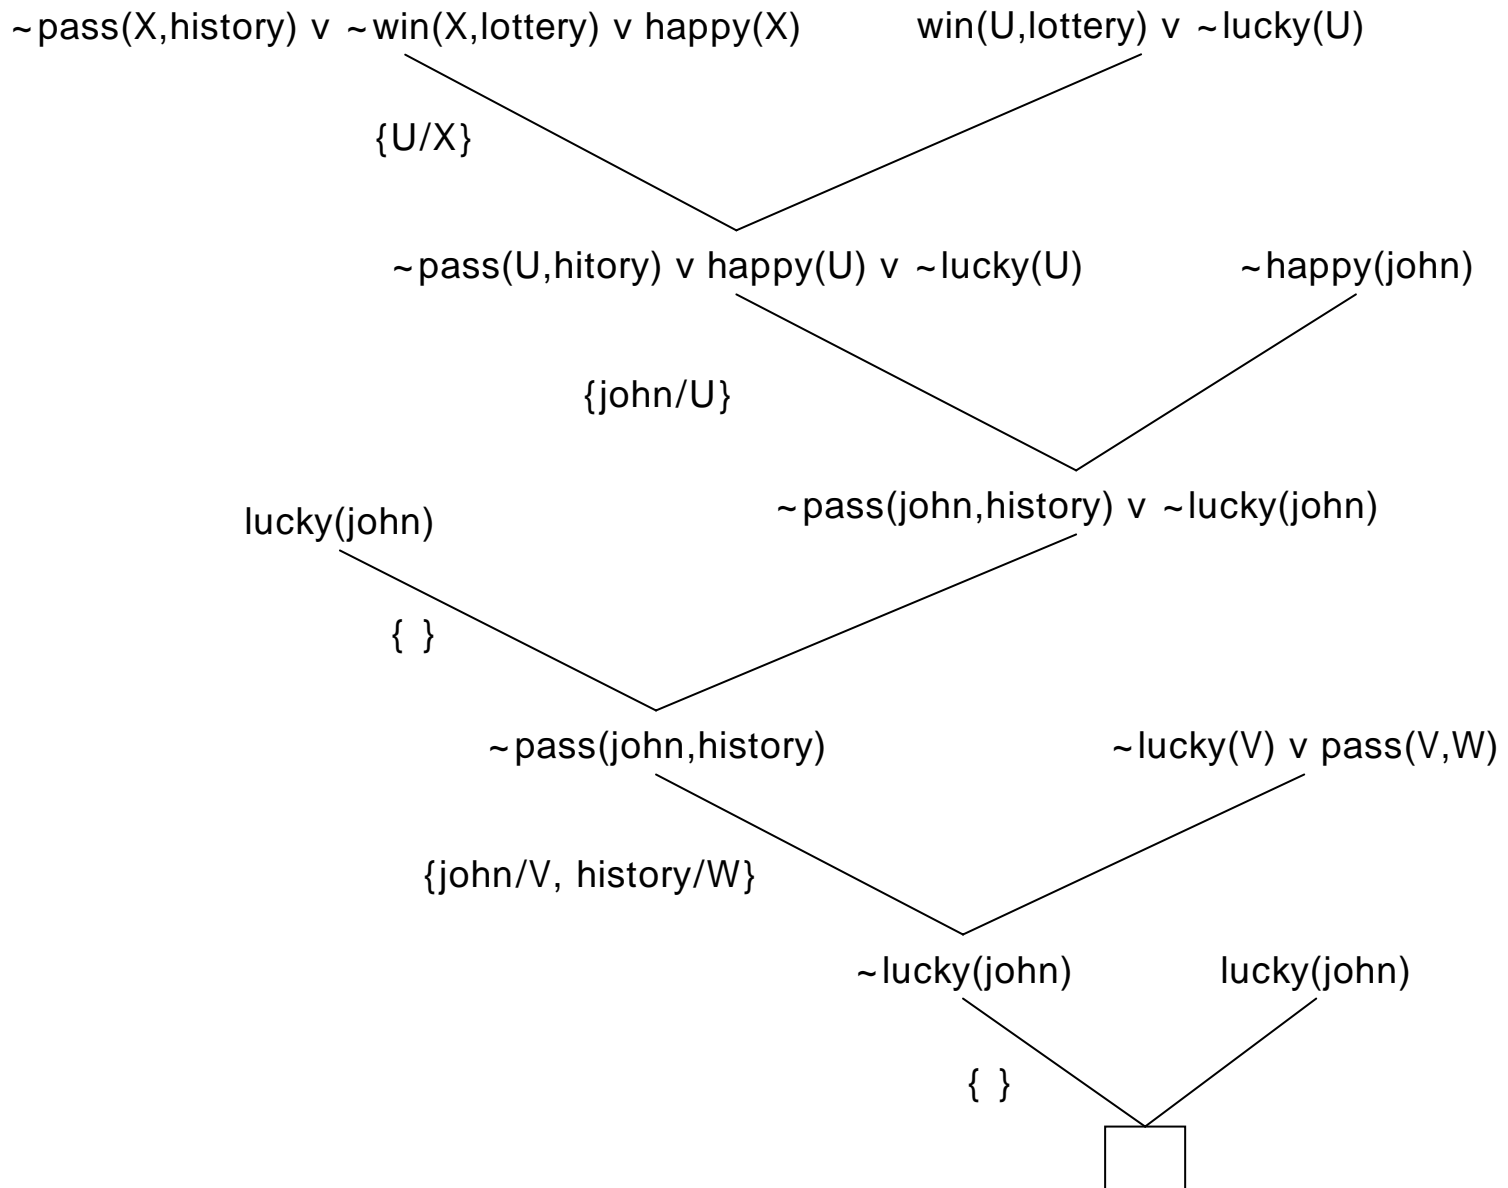 ~pass(X,history) v ~win(X,lottery) v happy(X) win(U,lottery) v ~lucky(U)
{U/X}
~pass(U,hitory) v happy(U) v ~lucky(U) ~happy(john)
{john/U}
lucky(john) ~pass(john,history) v ~lucky(john)
{ }
~pass(john,history) ~lucky(V) v pass(V,W)
{john/V, history/W}
~lucky(john) lucky(john)
{ }